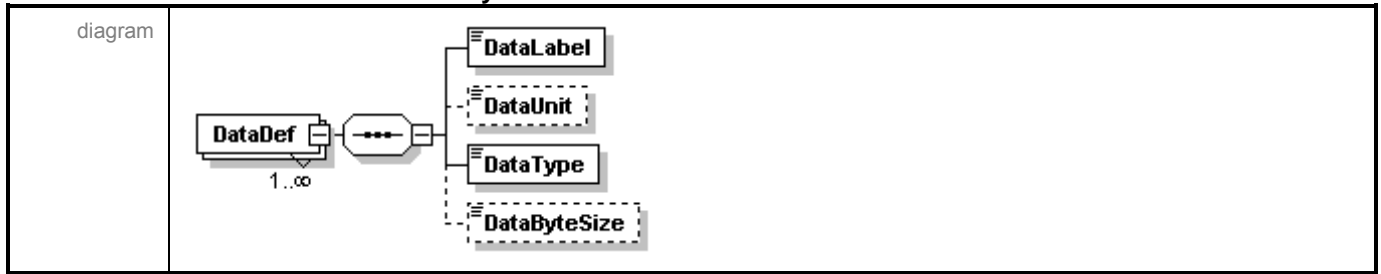 diagram
DataLabel
DataUnit
DataDef
DataType
1..∞
DataByteSize